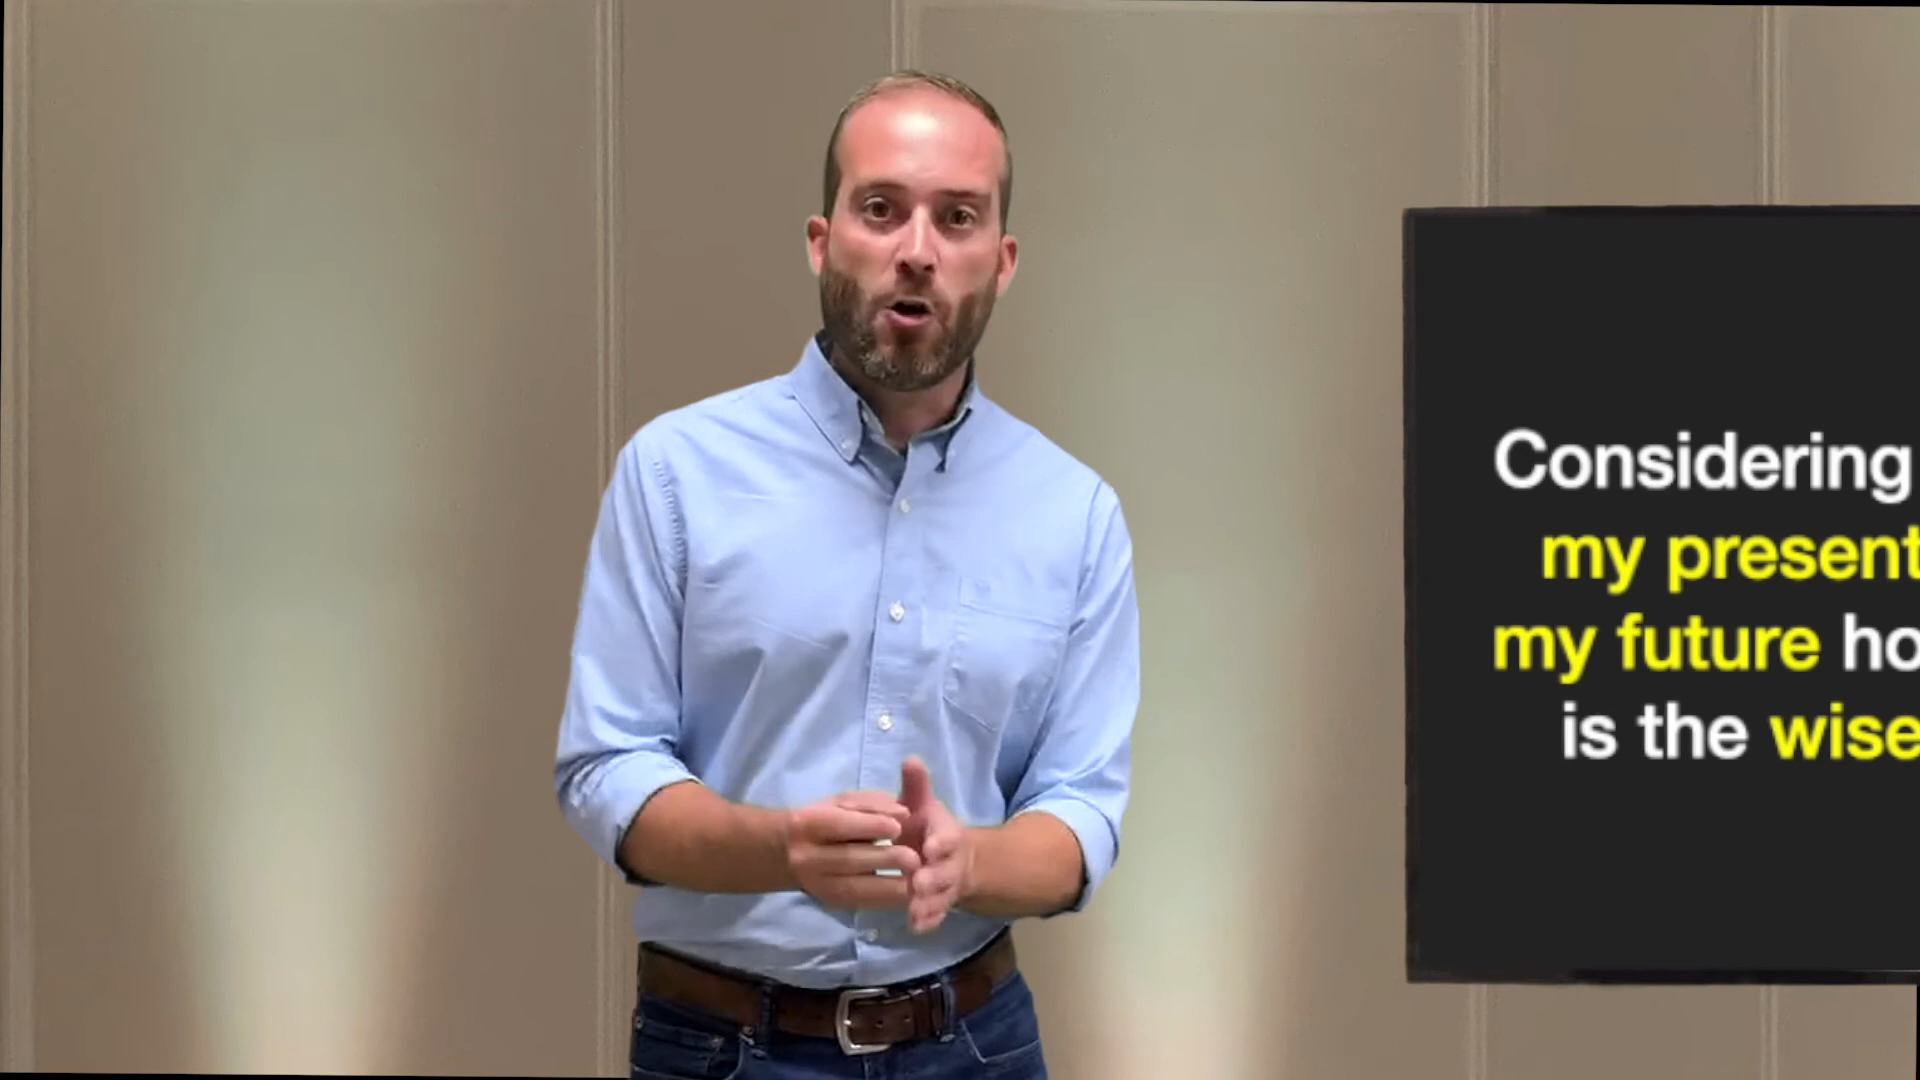 Considering
my present
my future ho
is the wise